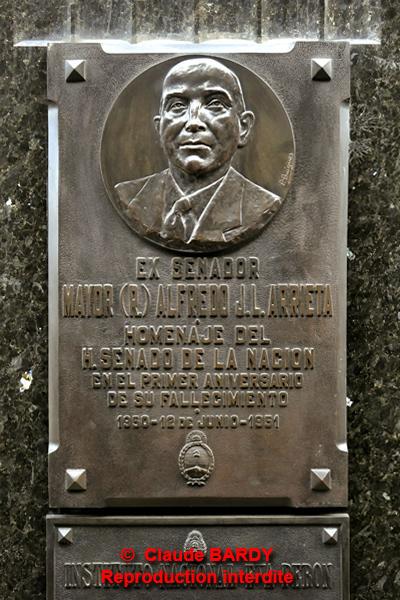 EX SENADOR
MAYOR (R.) ALFREDO J.L. ARRIETA
HOMENAJE DEL
H. SENADO DE LA NACION
EN EL PRIMER ANIVERSARIO
DE SU FALLECIMIENTO
1950-12 DE JUNIO-1951
© Claude BARDY
INSTITUTO NACIONAL PERON
Reproduction interdite